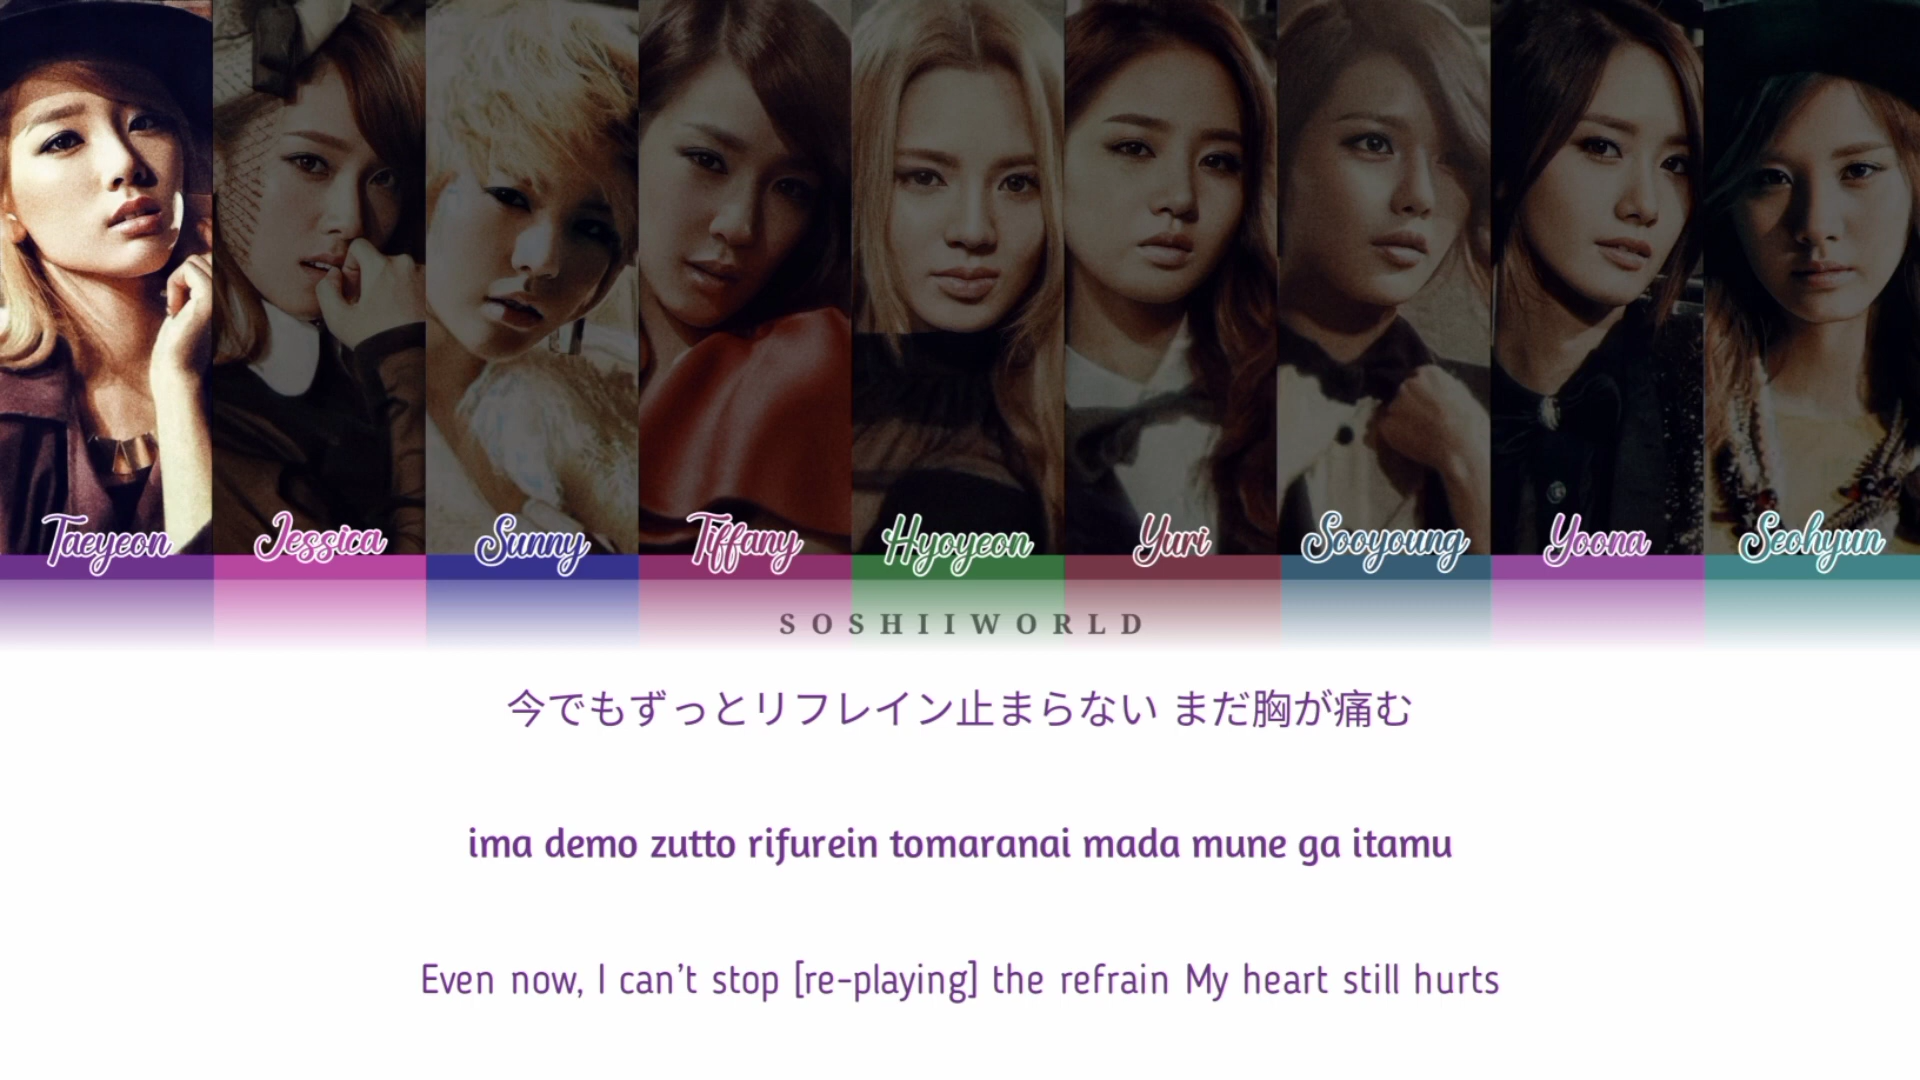 Taeyeon Jessica Sunny Tiffany Hyoyeon Yuri Sooyoung Yoona Seohyun
SOSHIIWORLD
今でもずっとリフレイン止まらない まだ胸が痛む
ima demo zutto rifurein tomaranai mada mune ga itamu
Even now, I can’t stop [re-playing] the refrain My heart still hurts